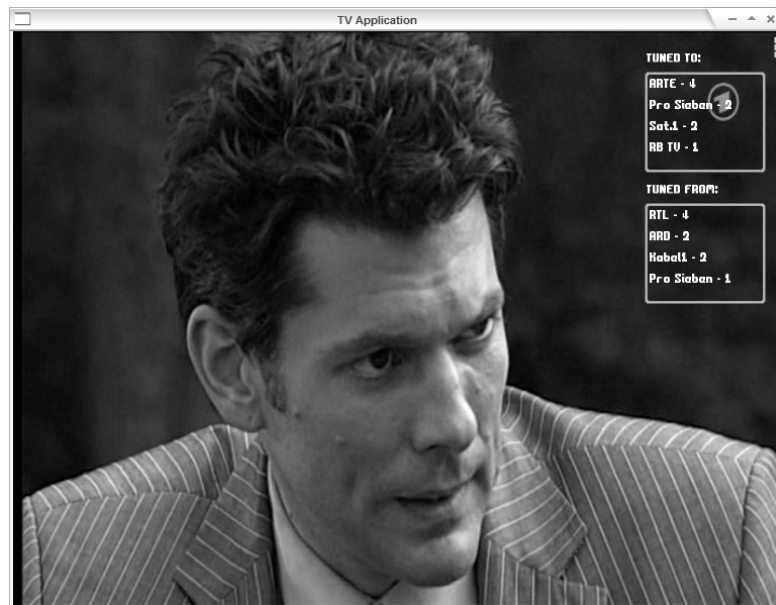 TV Application
TUNED TO:
ARTE - 4
Pro Sieben - 2
Sat.1 - 2
RB TV - 1
TUNED FROM:
RTL - 4
ARD - 2
Kabel1 - 2
Pro Sieben - 1